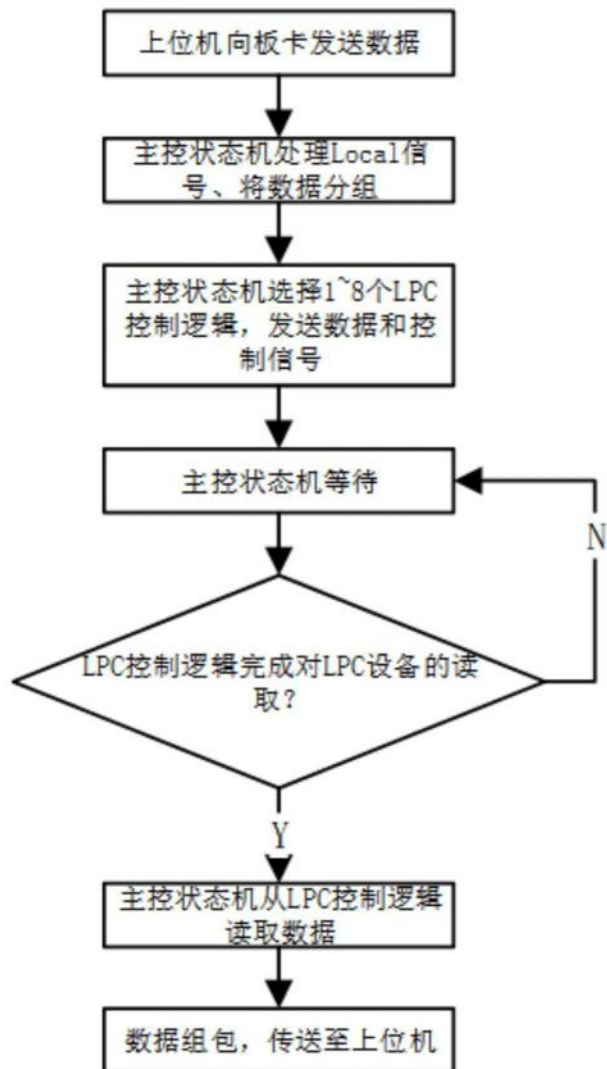 上位机向板卡发送数据
主控状态机处理Local信
号、将数据分组
主控状态机选择1~8个LPC
控制逻辑，发送数据和控
制信号
主控状态机等待
N
LPC控制逻辑完成对LPC设备的读
取？
Y
主控状态机从LPC控制逻辑
读取数据
数据组包，传送至上位机